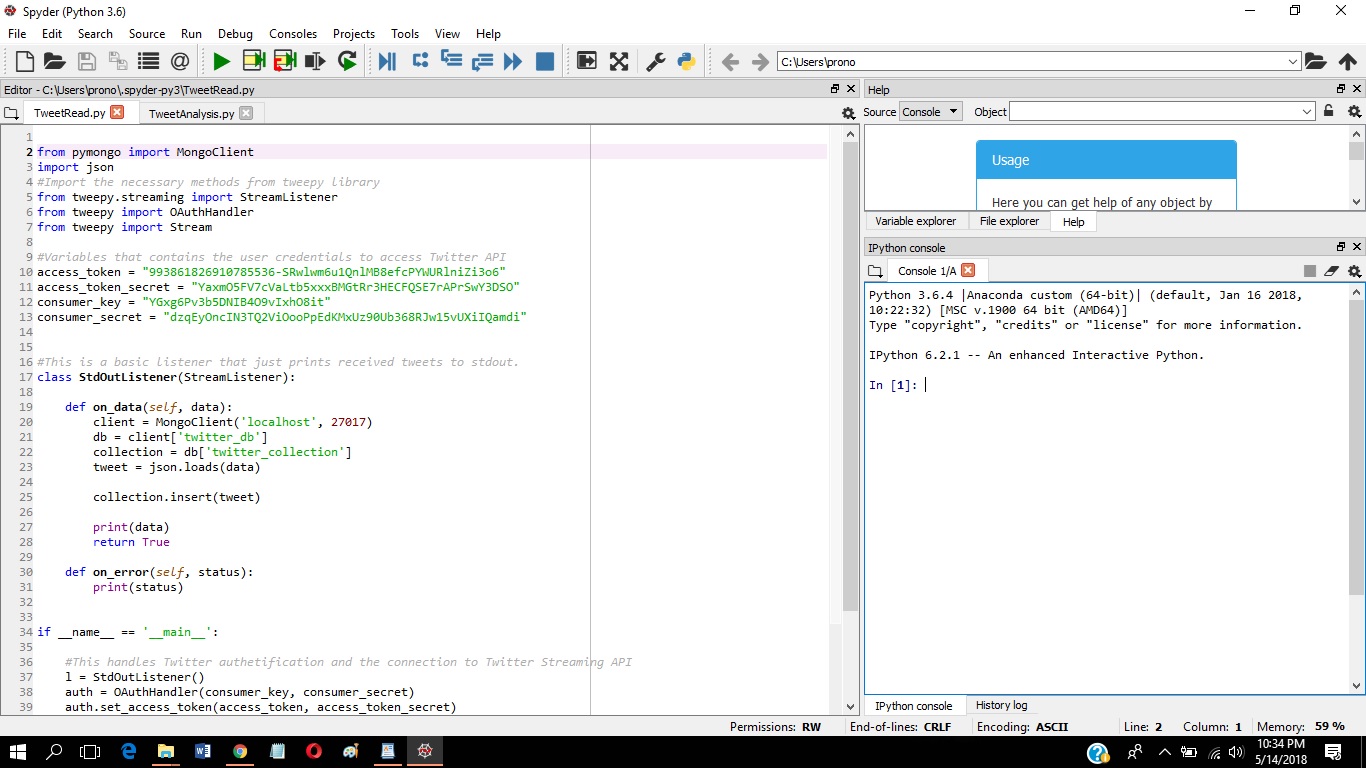 Spyder (Python 3.6)
File Edit Search Source Run Debug Consoles Projects Tools View Help
C:\Users\prono
Editor - C:\Users\prono\.spyder-py3\TweetRead.py
TweetRead.py TweetAnalysis.py
1
2 from pymongo import MongoClient
3 import json
4 #Import the necessary methods from tweepy library
5 from tweepy.streaming import StreamListener
6 from tweepy import OAuthHandler
7 from tweepy import Stream
8
9 #Variables that contains the user credentials to access Twitter API
10 access_token = "993861826910785536-SRwlwm6u1QnlMB8efcPYWURlniZi3o6"
11 access_token_secret = "YaxmO5FV7cVaLtb5xxxBMGtRr3HECFQSE7rAPrSwY3DSO"
12 consumer_key = "YGxg6Pv3b5DNIB4O9vIxhO8it"
13 consumer_secret = "dzqEyOncIN3TQ2ViOooPpEdKMxUz90Ub368RJw15vUXiIQamdi"
14
15
16 #This is a basic listener that just prints received tweets to stdout.
17 class StdOutListener(StreamListener):
18
19 def on_data(self, data):
20 client = MongoClient('localhost', 27017)
21 db = client['twitter_db']
22 collection = db['twitter_collection']
23 tweet = json.loads(data)
24
25 collection.insert(tweet)
26
27 print(data)
28 return True
29
30 def on_error(self, status):
31 print(status)
32
33
34 if __name__ == '__main__':
35
36 #This handles Twitter authetification and the connection to Twitter Streaming API
37 l = StdOutListener()
38 auth = OAuthHandler(consumer_key, consumer_secret)
39 auth.set_access_token(access_token, access_token_secret)
Help
Source Console Object
Usage
Here you can get help of any object by
Variable explorer File explorer Help
IPython console
Console 1/A
Python 3.6.4 |Anaconda custom (64-bit)| (default, Jan 16 2018,
10:22:32) [MSC v.1900 64 bit (AMD64)]
Type "copyright", "credits" or "license" for more information.
IPython 6.2.1 -- An enhanced Interactive Python.
In [1]:
IPython console History log
Permissions: RW End-of-lines: CRLF Encoding: ASCII Line: 2 Column: 1 Memory: 59 %
10:34 PM
5/14/2018